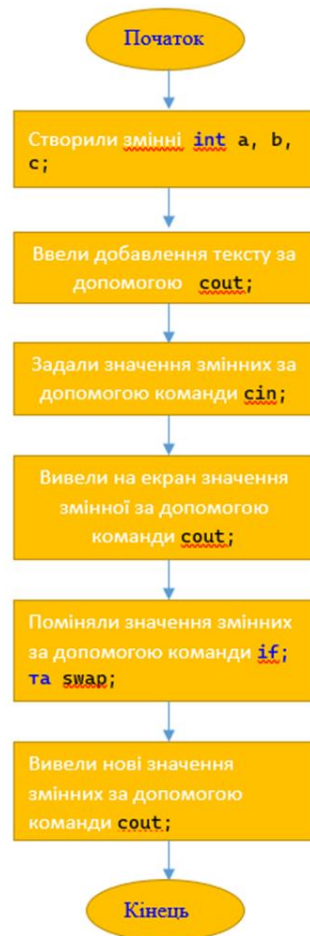 Початок
Створили змінні int a, b,
c;
Ввели добавлення тексту за
допомогою cout;
Задали значення змінних за
допомогою команди cin;
Вивели на екран значення
змінної за допомогою
команди cout;
Поміняли значення змінних
за допомогою команди if;
та swap;
Вивели нові значення
змінних за допомогою
команди cout;
Кінець